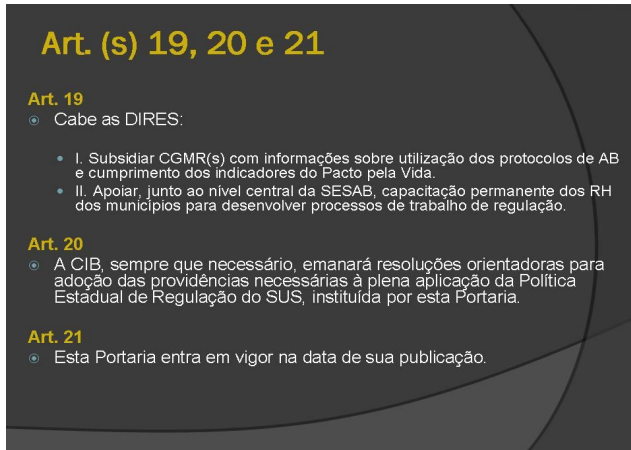 Art. (s) 19, 20 e 21
Art. 19
Cabe as DIRES:
I. Subsidiar CGMR(s) com informações sobre utilização dos protocolos de AB
e cumprimento dos indicadores do Pacto pela Vida.
II. Apoiar, junto ao nível central da SESAB, capacitação permanente dos RH
dos municípios para desenvolver processos de trabalho de regulação.
Art. 20
A CIB, sempre que necessário, emanará resoluções orientadoras para
adoção das providências necessárias à plena aplicação da Política
Estadual de Regulação do SUS, instituída por esta Portaria.
Art. 21
Esta Portaria entra em vigor na data de sua publicação.